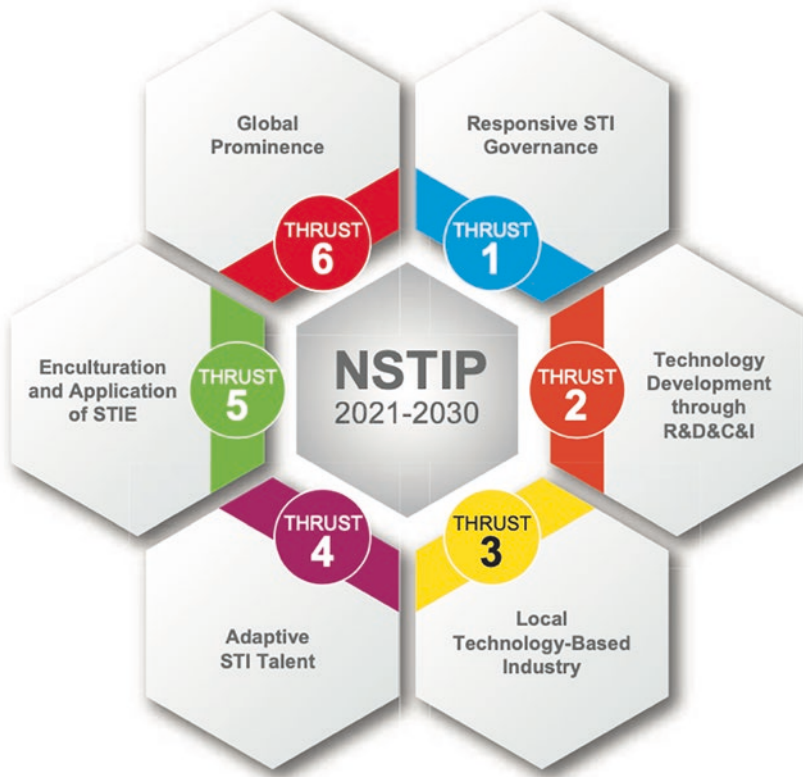 NSTIP
2021-2030
THRUST
1
Responsive STI
Governance
THRUST
2
Technology
Development
through
R&D&C&I
THRUST
3
Local
Technology-Based
Industry
THRUST
4
Adaptive
STI Talent
THRUST
5
Enculturation
and Application
of STIE
THRUST
6
Global
Prominence